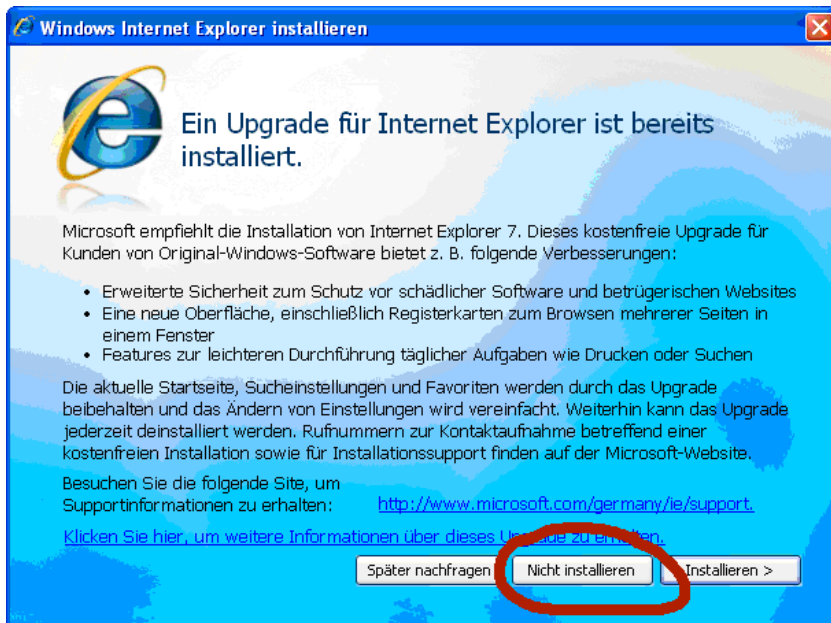 Windows Internet Explorer installieren
Ein Upgrade für Internet Explorer ist bereits
installiert.
Microsoft empfiehlt die Installation von Internet Explorer 7. Dieses kostenfreie Upgrade für
Kunden von Original-Windows-Software bietet z. B. folgende Verbesserungen:
• Erweiterte Sicherheit zum Schutz vor schädlicher Software und betrügerischen Websites
• Eine neue Oberfläche, einschließlich Registerkarten zum Browsen mehrerer Seiten in
einem Fenster
• Features zur leichteren Durchführung täglicher Aufgaben wie Drucken oder Suchen
Die aktuelle Startseite, Sucheinstellungen und Favoriten werden durch das Upgrade
beibehalten und das Ändern von Einstellungen wird vereinfacht. Weiterhin kann das Upgrade
jederzeit deinstalliert werden. Rufnummern zur Kontaktaufnahme betreffend einer
kostenfreien Installation sowie für Installationssupport finden auf der Microsoft-Website.
Besuchen Sie die folgende Site, um
Supportinformationen zu erhalten: http://www.microsoft.com/germany/ie/support.
Klicken Sie hier, um weitere Informationen über dieses Upgrade zu erhalten.
Später nachfragen Nicht installieren Installieren >